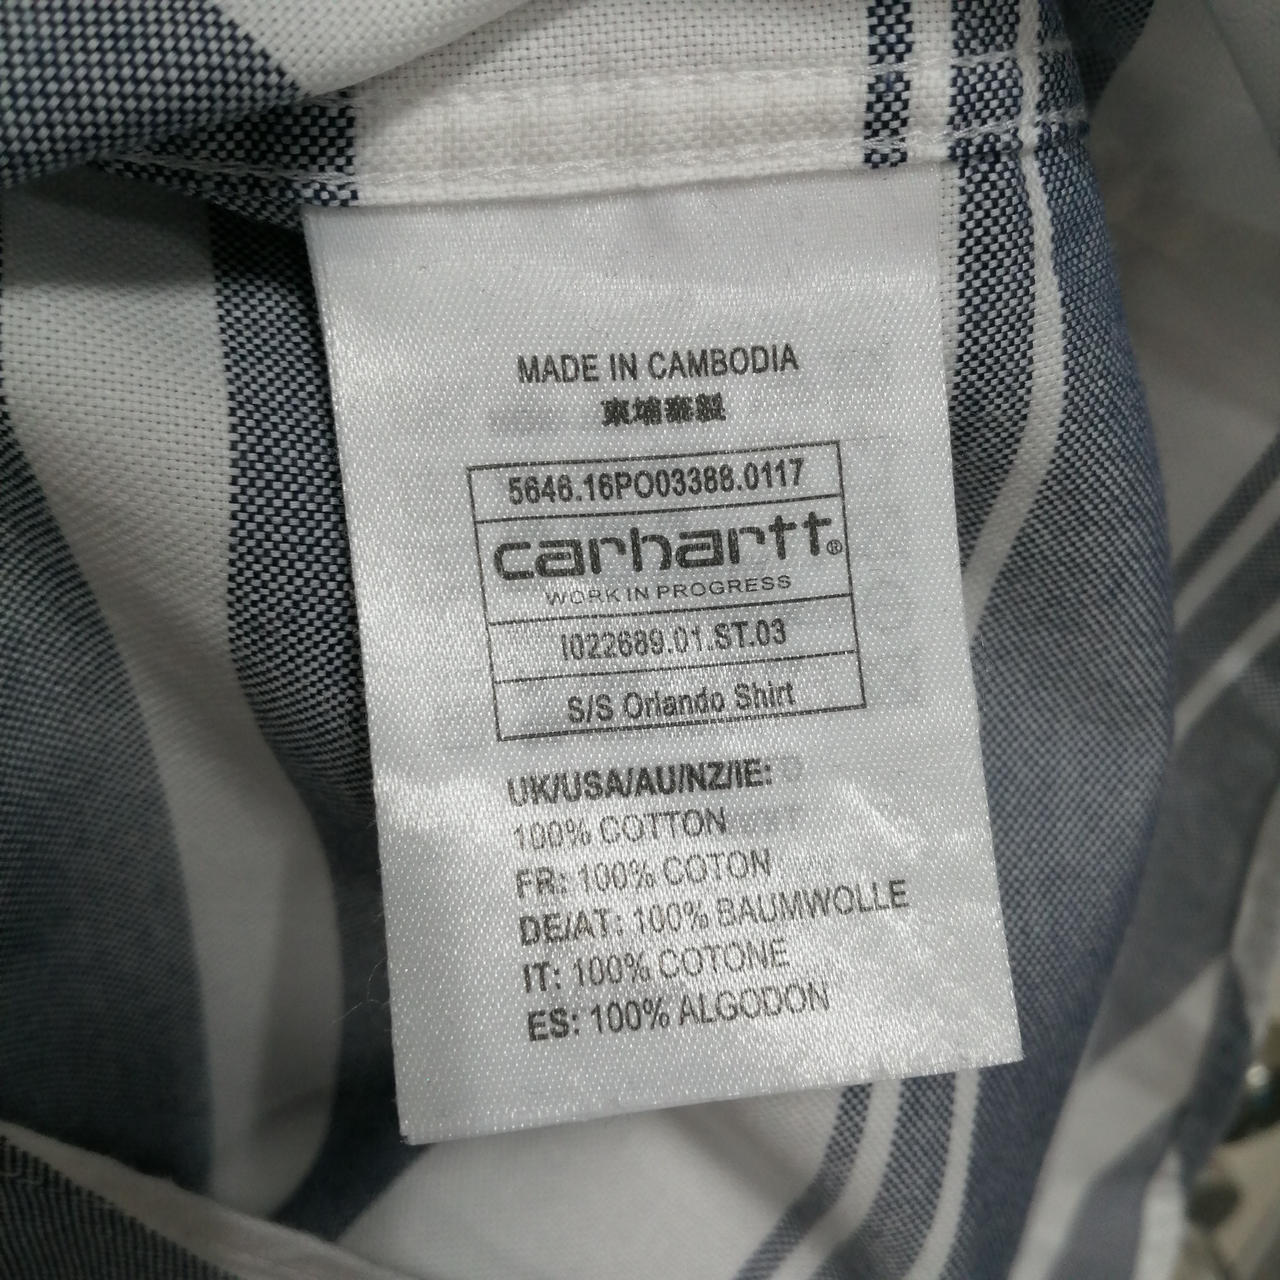 MADE IN CAMBODIA
柬埔寨製
5646.16PO03388.0117
carhartt®
WORK IN PROGRESS
I022689.01.ST.03
S/S Orlando Shirt
UK/USA/AU/NZ/IE:
100% COTTON
FR: 100% COTON
DE/AT: 100% BAUMWOLLE
IT: 100% COTONE
ES: 100% ALGODON